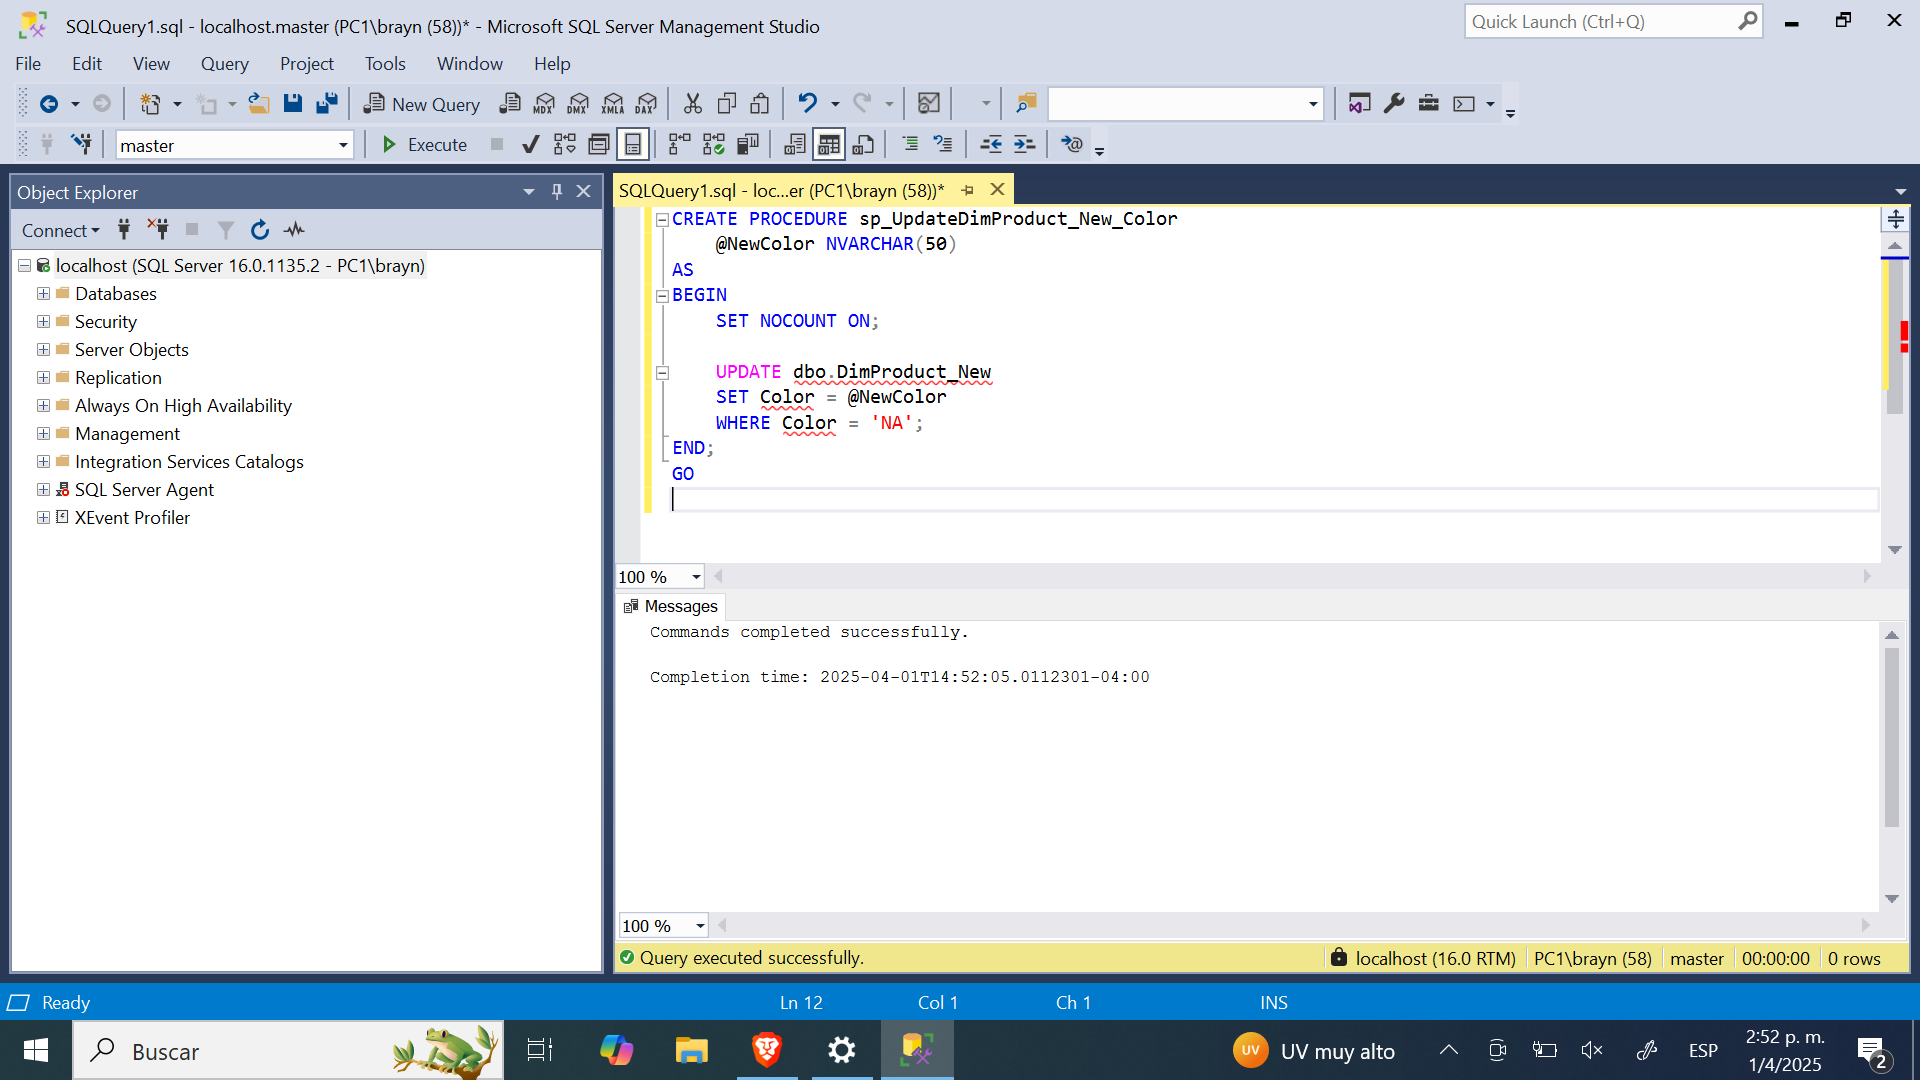 SQLQuery1.sql - localhost.master (PC1\brayn (58))* - Microsoft SQL Server Management Studio
Quick Launch (Ctrl+Q)
File Edit View Query Project Tools Window Help
New Query MDX DMX XMLA DAX
master Execute
Object Explorer
Connect
localhost (SQL Server 16.0.1135.2 - PC1\brayn)
Databases
Security
Server Objects
Replication
Always On High Availability
Management
Integration Services Catalogs
SQL Server Agent
XEvent Profiler
SQLQuery1.sql - loc...er (PC1\brayn (58))*
CREATE PROCEDURE sp_UpdateDimProduct_New_Color
@NewColor NVARCHAR(50)
AS
BEGIN
SET NOCOUNT ON;
UPDATE dbo.DimProduct_New
SET Color = @NewColor
WHERE Color = 'NA';
END;
GO
100 %
Messages
Commands completed successfully.
Completion time: 2025-04-01T14:52:05.0112301-04:00
100 %
Query executed successfully. localhost (16.0 RTM) PC1\brayn (58) master 00:00:00 0 rows
Ready Ln 12 Col 1 Ch 1 INS
Buscar UV UV muy alto ESP 2:52 p. m.
1/4/2025 2